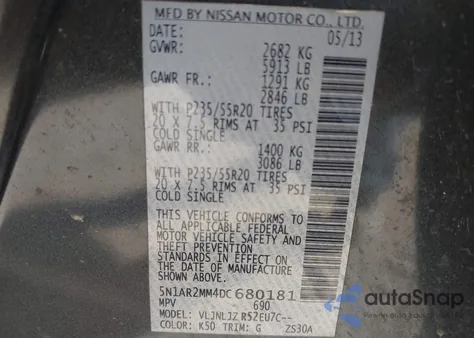 MFD BY NISSAN MOTOR CO., LTD.
DATE: 05/13
GVWR: 2682 KG
5913 LB
GAWR FR.: 1291 KG
2846 LB
WITH P235/55R20 TIRES
20 X 7.5 RIMS AT 35 PSI
COLD SINGLE
GAWR RR.: 1400 KG
3086 LB
WITH P235/55R20 TIRES
20 X 7.5 RIMS AT 35 PSI
COLD SINGLE
THIS VEHICLE CONFORMS TO
ALL APPLICABLE FEDERAL
MOTOR VEHICLE SAFETY AND
THEFT PREVENTION
STANDARDS IN EFFECT ON
THE DATE OF MANUFACTURE
SHOWN ABOVE.
5N1AR2MM4DC680181
MPV 690
MODEL: VLJNLJZ R52EU7C--
COLOR: K50 TRIM: G ZS30A
autoSnap